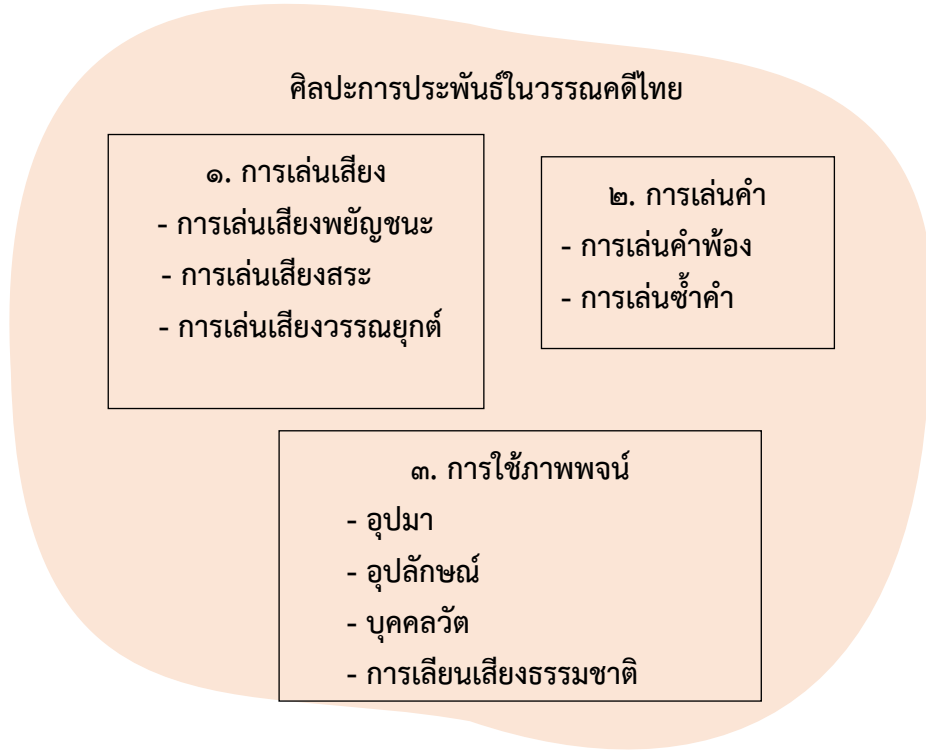 ศิลปะการประพันธ์ในวรรณคดีไทย
๑. การเล่นเสียง
- การเล่นเสียงพยัญชนะ
- การเล่นเสียงสระ
- การเล่นเสียงวรรณยุกต์
๒. การเล่นคำ
- การเล่นคำพ้อง
- การเล่นซ้ำคำ
๓. การใช้ภาพพจน์
- อุปมา
- อุปลักษณ์
- บุคคลวัต
- การเลียนเสียงธรรมชาติ